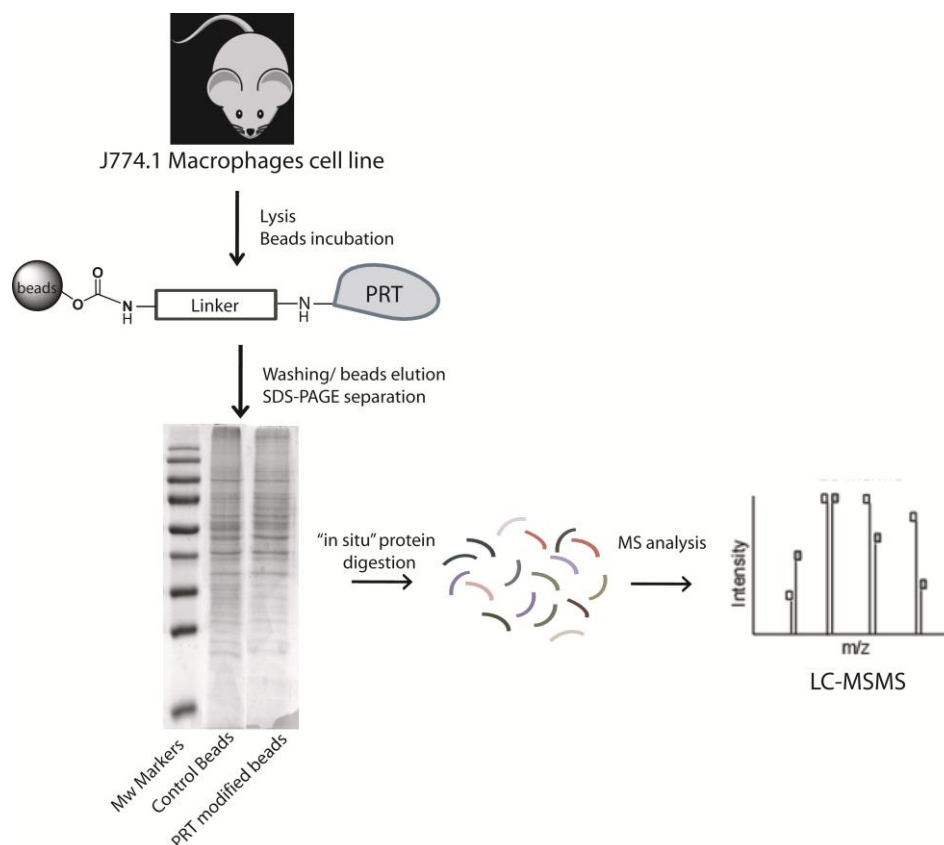 J774.1 Macrophages cell line
Lysis
Beads incubation
beads
O
O
N
H
Linker
N
H
PRT
Washing/ beads elution
SDS-PAGE separation
"in situ" protein
digestion
MS analysis
Intensity
m/z
LC-MSMS
Mw Markers
Control Beads
PRT modified beads